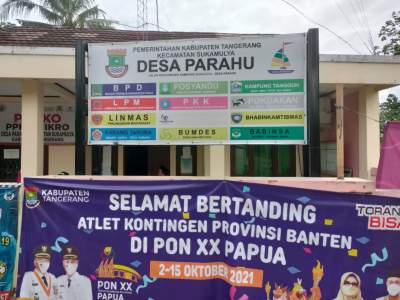 PEMERINTAHAN KABUPATEN TANGERANG
KECAMATAN SUKAMULYA
DESA PARAHU
BPD
POSYANDU
KAMPUNG TANGGUH
LPM
PKK
POKDAKAN
LINMAS
BHABINKAMTIBMAS
KARANG TARUNA
BUMDES
BABINSA
POSKO
KABUPATEN
TANGERANG
SELAMAT BERTANDING
ATLET KONTINGEN PROVINSI BANTEN
DI PON XX PAPUA
2-15 OKTOBER 2021
PON XX
PAPUA
BISA
19